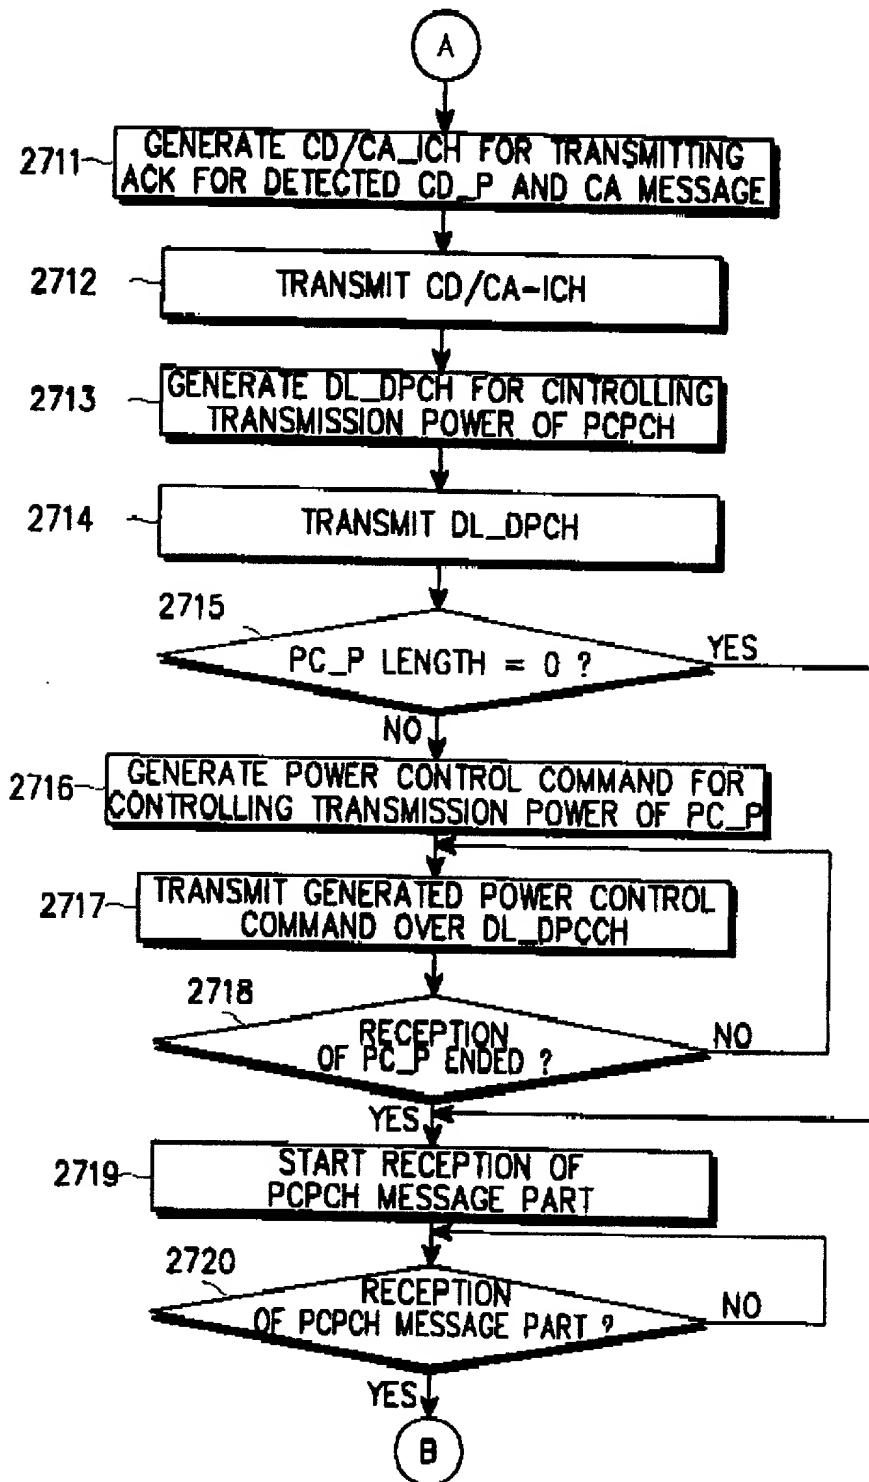 A
2711
GENERATE CD/CA_ICH FOR TRANSMITTING
ACK FOR DETECTED CD_P AND CA MESSAGE
2712
TRANSMIT CD/CA-ICH
2713
GENERATE DL_DPCH FOR CINTROLLING
TRANSMISSION POWER OF PCPCH
2714
TRANSMIT DL_DPCH
2715
PC_P LENGTH = 0 ?
YES
NO
2716
GENERATE POWER CONTROL COMMAND FOR
CONTROLLING TRANSMISSION POWER OF PC_P
2717
TRANSMIT GENERATED POWER CONTROL
COMMAND OVER DL_DPCCH
2718
RECEPTION
OF PC_P ENDED ?
NO
YES
2719
START RECEPTION OF
PCPCH MESSAGE PART
2720
RECEPTION
OF PCPCH MESSAGE PART ?
NO
YES
B